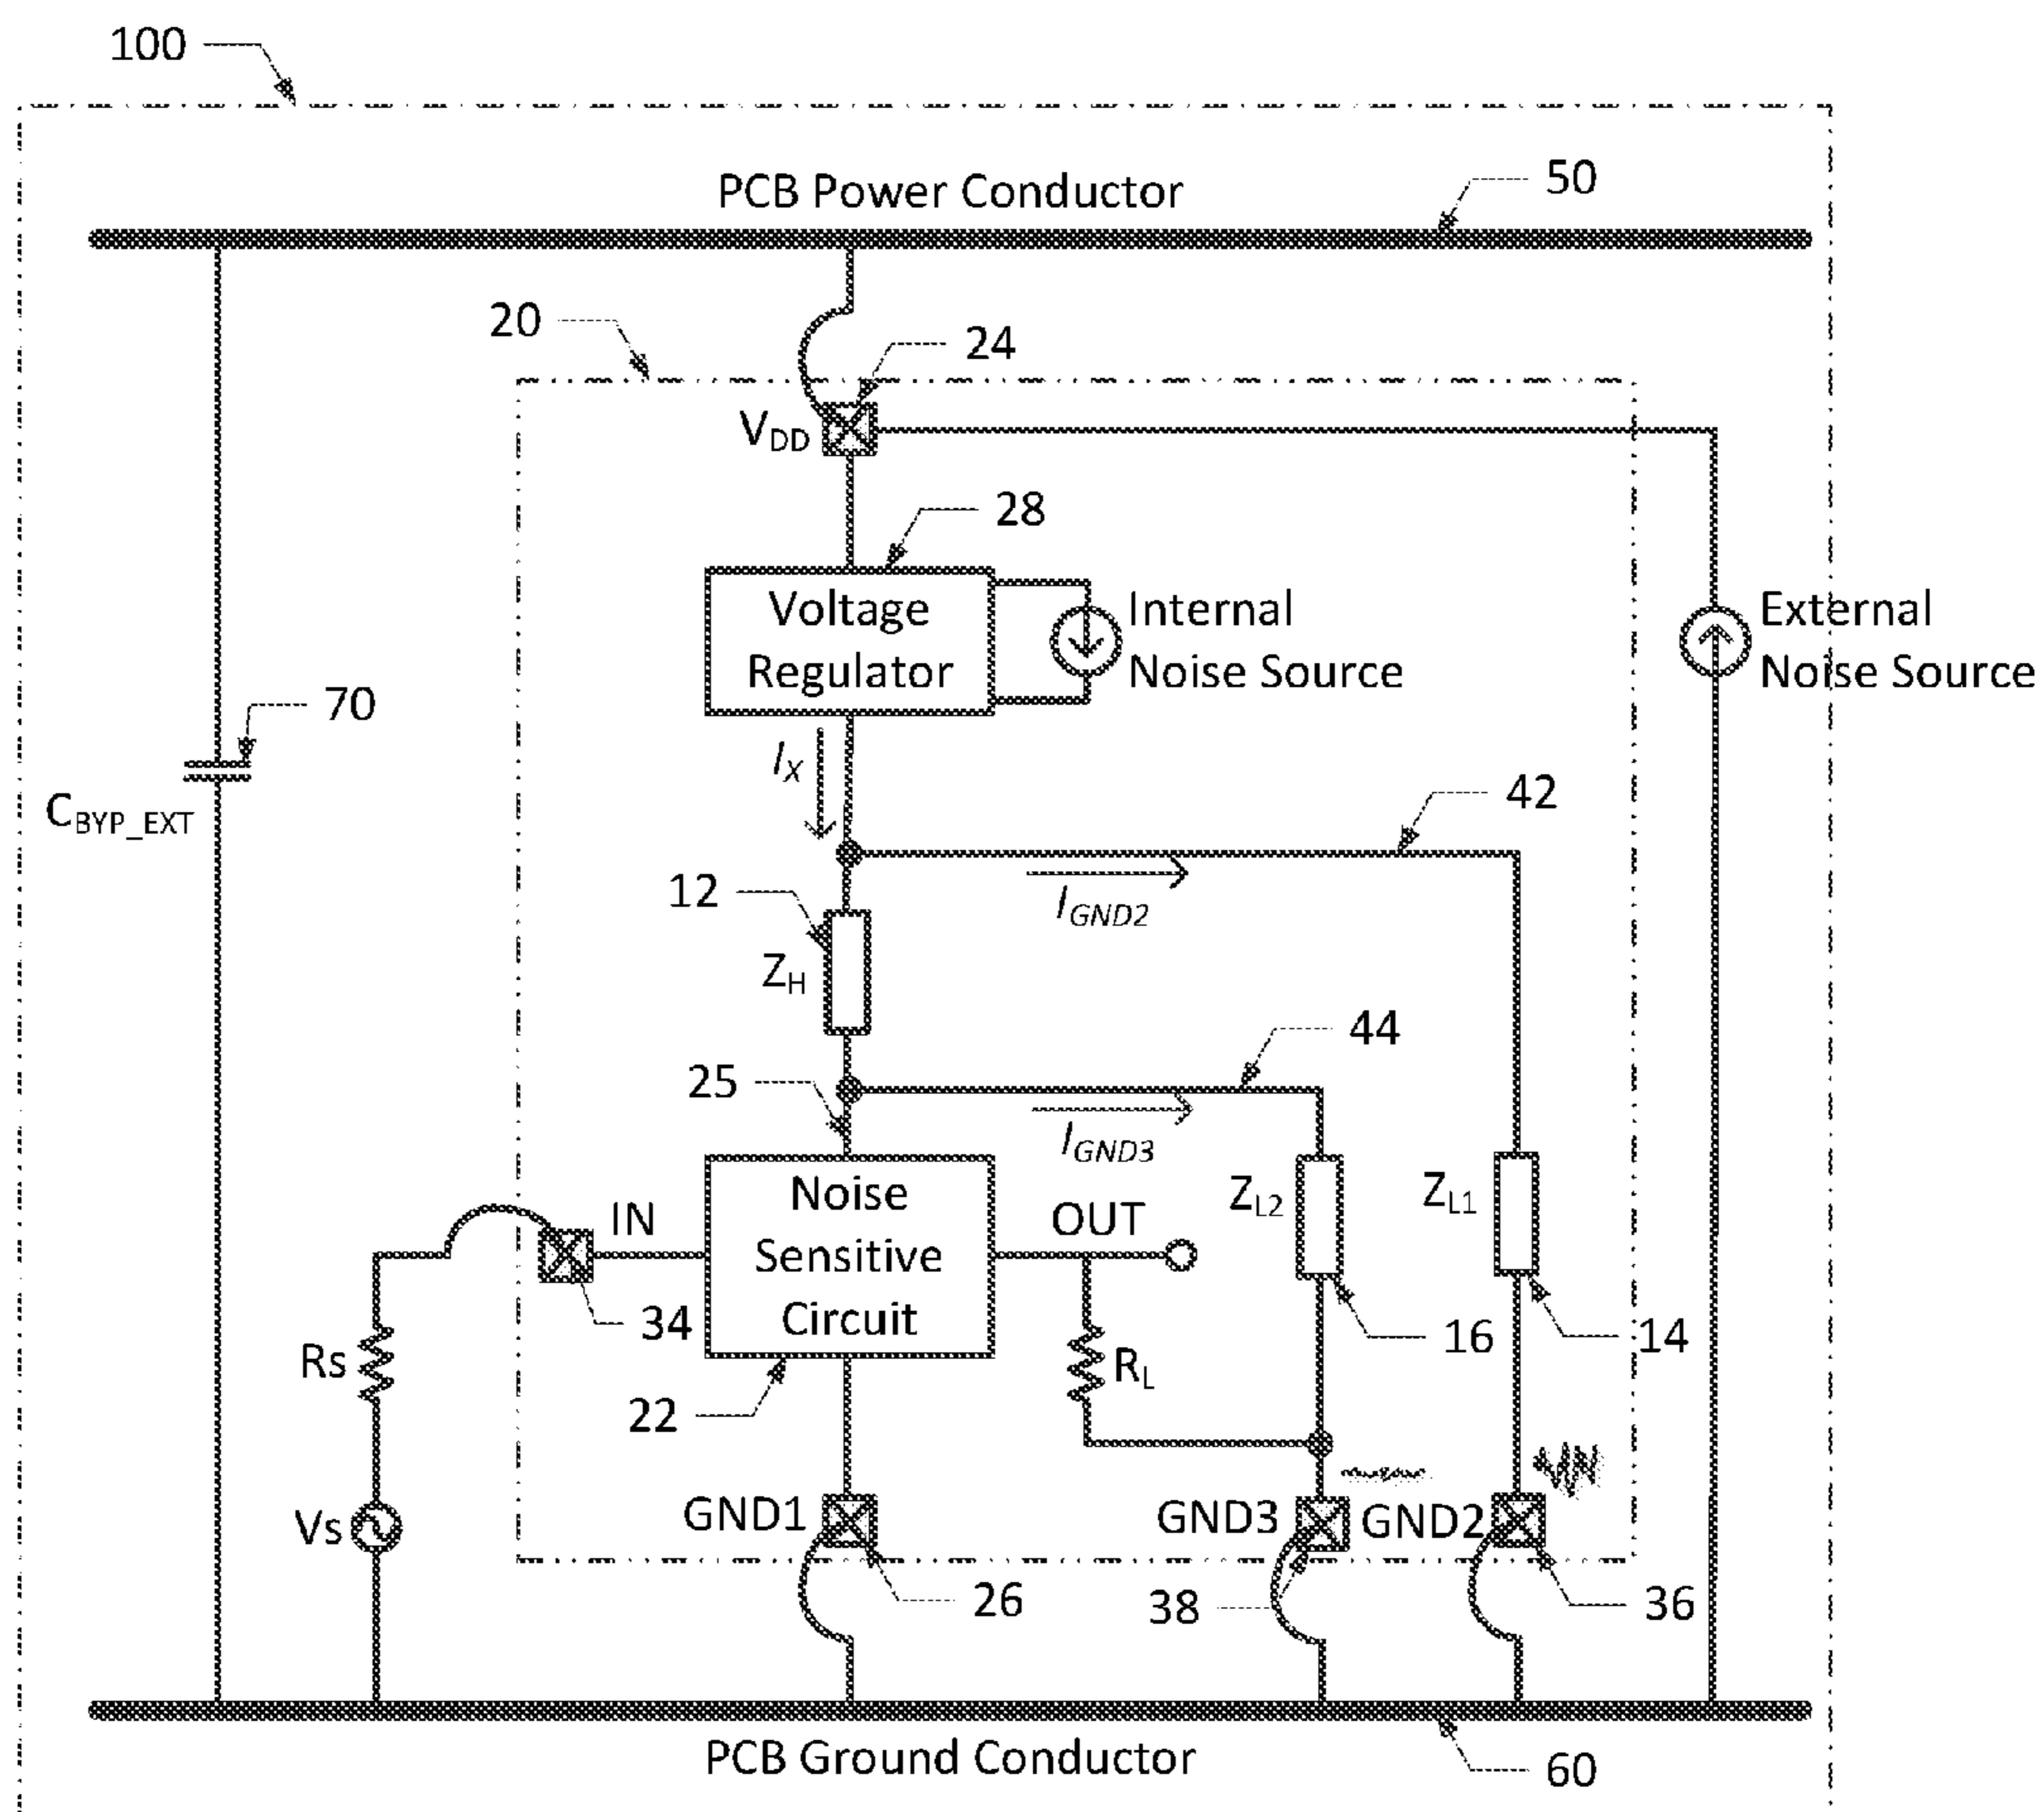 100
PCB Power Conductor
50
20
24
VDD
28
Voltage
Regulator
Internal
Noise Source
External
Noise Source
70
IX
CBYP_EXT
42
12
IGND2
ZH
44
25
IGND3
Noise
Sensitive
Circuit
IN
OUT
ZL2
ZL1
34
16
14
Rs
RL
22
Vs
GND1
GND3
GND2
26
38
36
PCB Ground Conductor
60